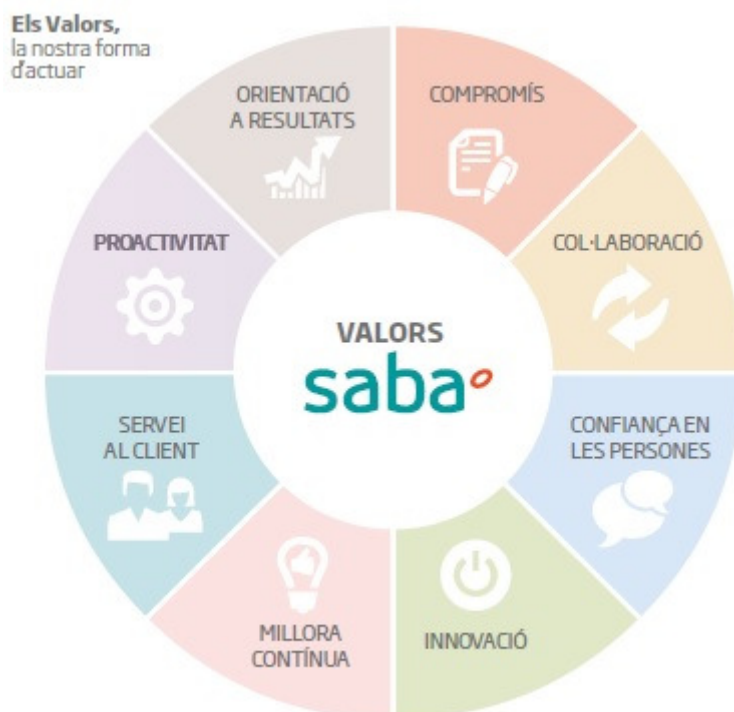 Els Valors,
la nostra forma
d'actuar
ORIENTACIÓ
A RESULTATS
COMPROMÍS
PROACTIVITAT
COL·LABORACIÓ
VALORS
saba
SERVEI
AL CLIENT
CONFIANÇA EN
LES PERSONES
MILLORA
CONTÍNUA
INNOVACIÓ